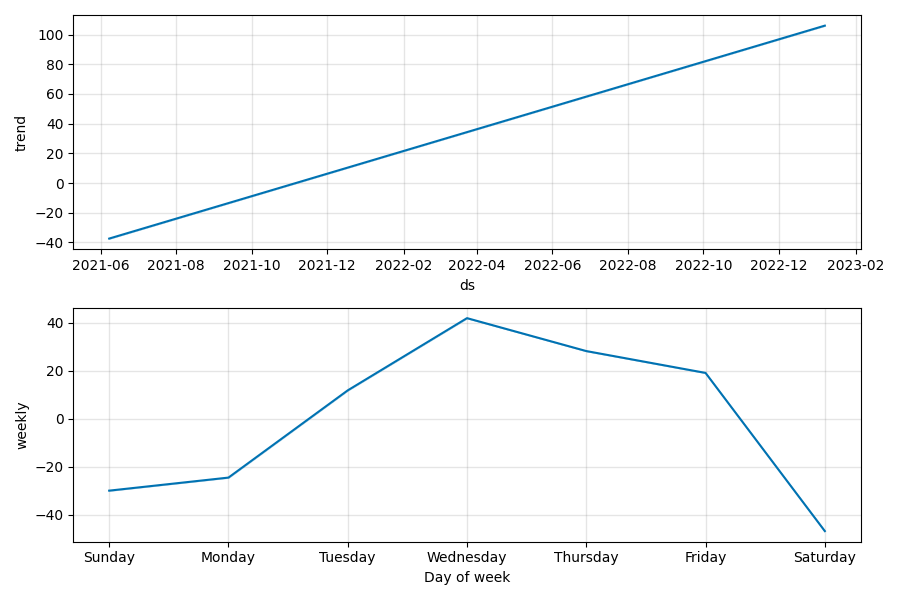 100
80
60
40
20
0
−20
−40
trend
2021-06 2021-08 2021-10 2021-12 2022-02 2022-04 2022-06 2022-08 2022-10 2022-12 2023-02
ds
40
20
0
−20
−40
weekly
Sunday Monday Tuesday Wednesday Thursday Friday Saturday
Day of week